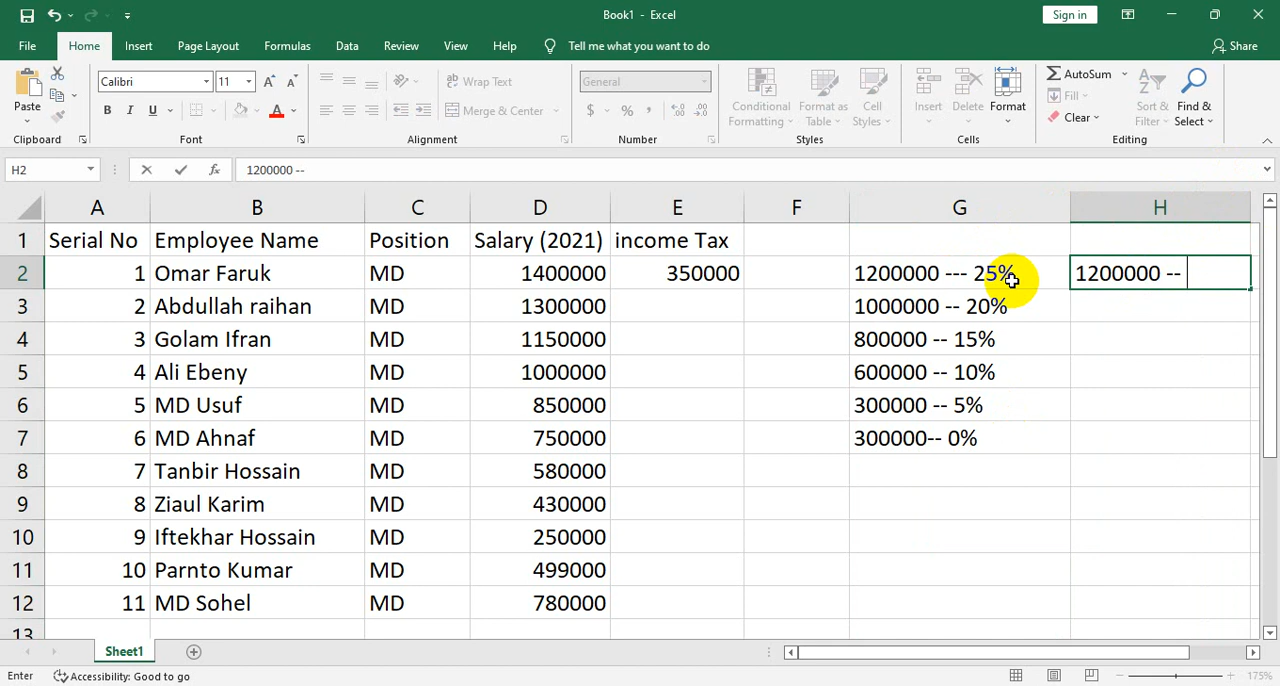 Book1 - Excel
Sign in
File Home Insert Page Layout Formulas Data Review View Help Tell me what you want to do Share
Paste
Clipboard
Calibri 11
A A
B I U A
Font
Wrap Text
Merge & Center
Alignment
General
$ % ,
Number
Conditional Formatting
Format as Table
Cell Styles
Styles
Insert Delete Format
Cells
AutoSum
Fill
Clear
Sort & Filter
Find & Select
Editing
H2 fx 1200000 --
A B C D E F G H
1 Serial No Employee Name Position Salary (2021) income Tax
2 1 Omar Faruk MD 1400000 350000 1200000 --- 25% 1200000 --
3 2 Abdullah raihan MD 1300000 1000000 -- 20%
4 3 Golam Ifran MD 1150000 800000 -- 15%
5 4 Ali Ebeny MD 1000000 600000 -- 10%
6 5 MD Usuf MD 850000 300000 -- 5%
7 6 MD Ahnaf MD 750000 300000-- 0%
8 7 Tanbir Hossain MD 580000
9 8 Ziaul Karim MD 430000
10 9 Iftekhar Hossain MD 250000
11 10 Parnto Kumar MD 499000
12 11 MD Sohel MD 780000
13
Sheet1
Enter Accessibility: Good to go 175%